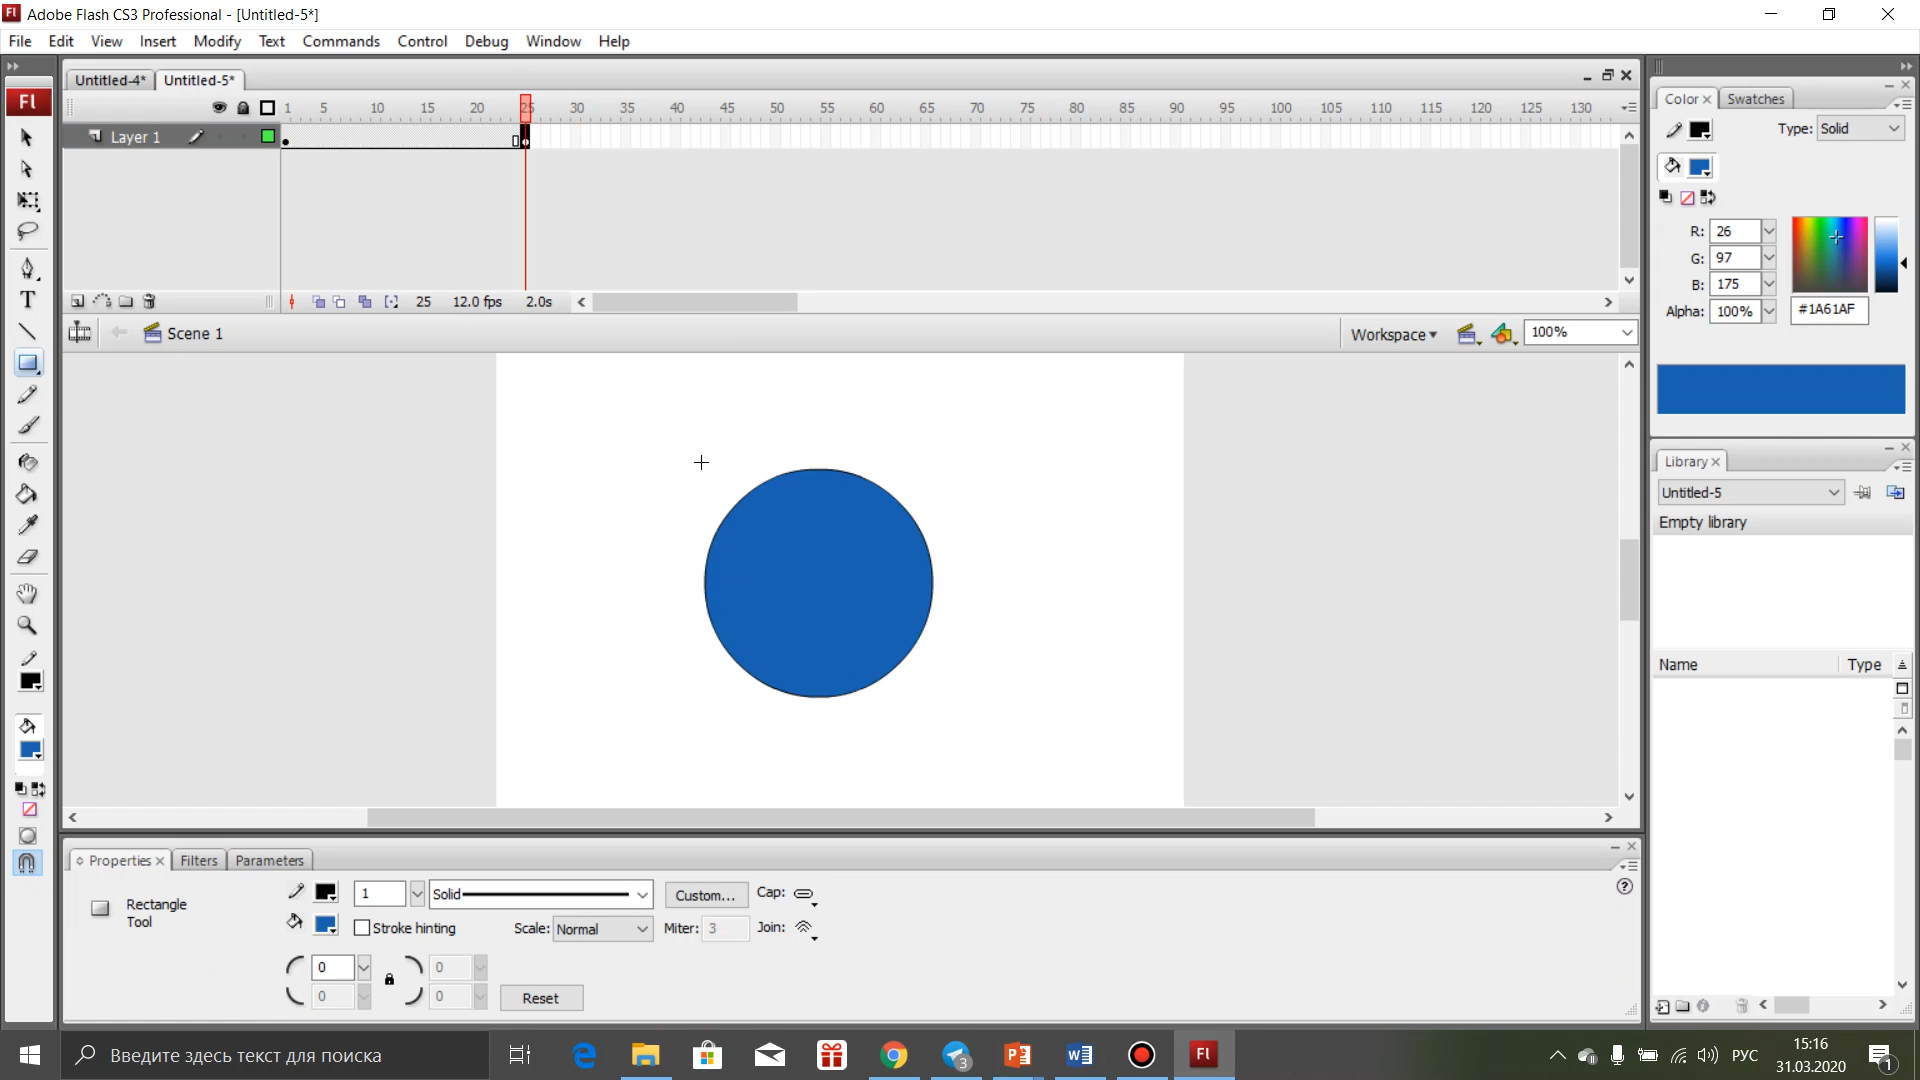 Fl Adobe Flash CS3 Professional - [Untitled-5*]
File Edit View Insert Modify Text Commands Control Debug Window Help
Untitled-4* Untitled-5*
1 5 10 15 20 25 30 35 40 45 50 55 60 65 70 75 80 85 90 95 100 105 110 115 120 125 130
Layer 1
25 12.0 fps 2.0s
Scene 1
Workspace 100%
Fl
T
Color Swatches
Type: Solid
R: 26
G: 97
B: 175
Alpha: 100% #1A61AF
Library
Untitled-5
Empty library
Name Type
Properties Filters Parameters
Rectangle
Tool
1 Solid Custom... Cap:
Stroke hinting Scale: Normal Miter: 3 Join:
0 0
0 0 Reset
Введите здесь текст для поиска
3
Fl
РУС
15:16
31.03.2020
1